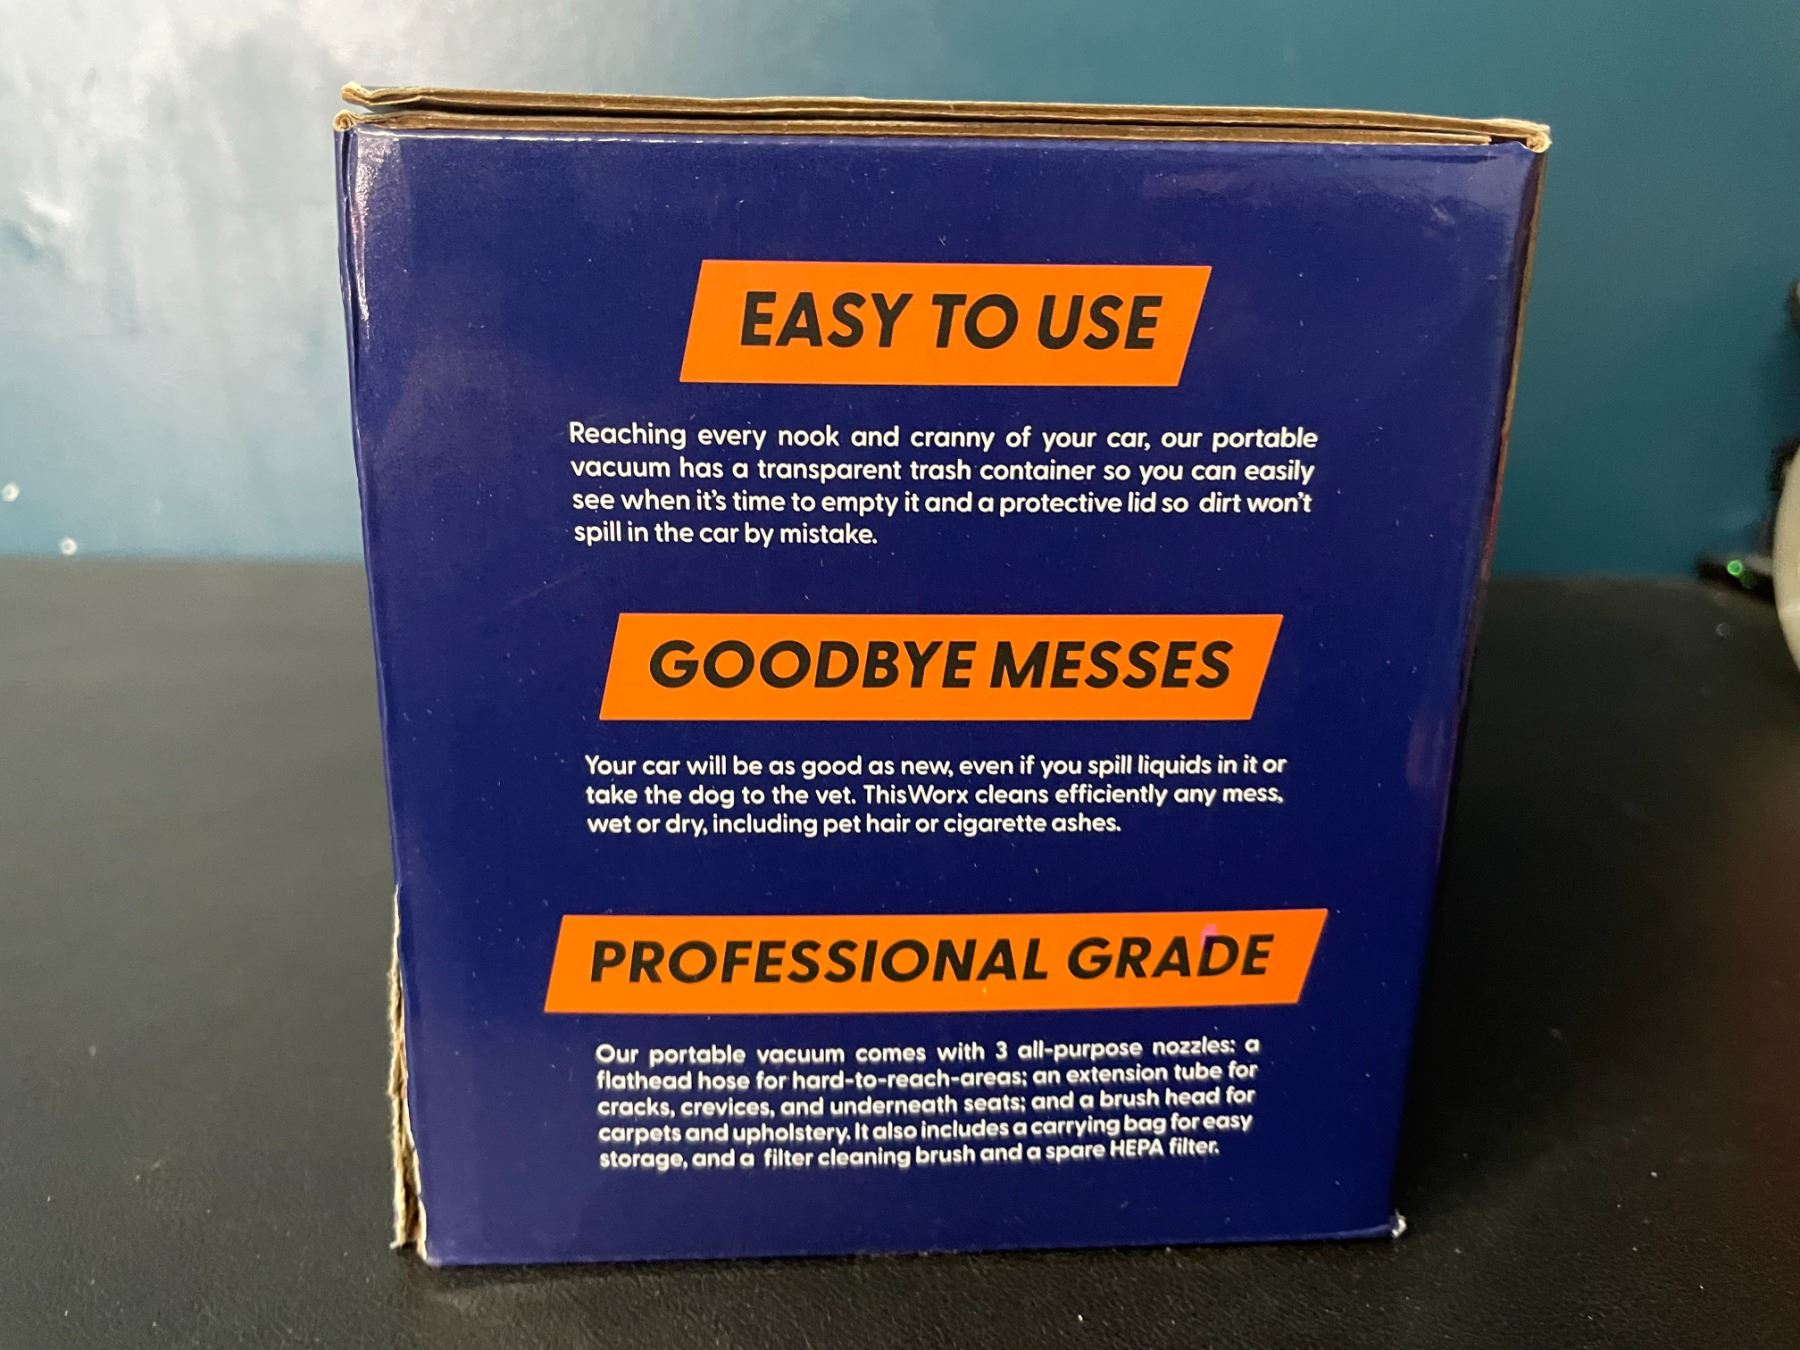 EASY TO USE
Reaching every nook and cranny of your car, our portable
vacuum has a transparent trash container so you can easily
see when it's time to empty it and a protective lid so dirt won't
spill in the car by mistake.
GOODBYE MESSES
Your car will be as good as new, even if you spill liquids in it or
take the dog to the vet. ThisWorx cleans efficiently any mess,
wet or dry, including pet hair or cigarette ashes.
PROFESSIONAL GRADE
Our portable vacuum comes with 3 all-purpose nozzles: a
flathead hose for hard-to-reach-areas; an extension tube for
cracks, crevices, and underneath seats; and a brush head for
carpets and upholstery. It also includes a carrying bag for easy
storage, and a filter cleaning brush and a spare HEPA filter.